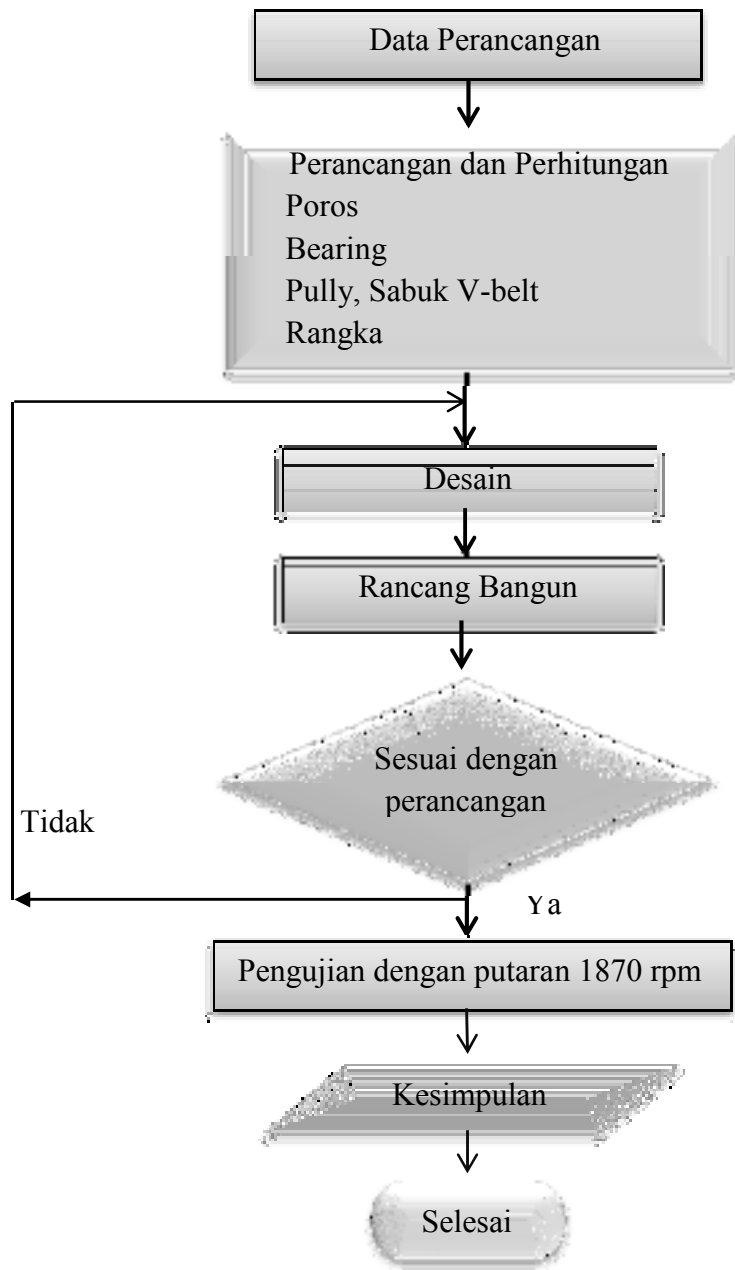 Data Perancangan
Perancangan dan Perhitungan
Poros
Bearing
Pully, Sabuk V-belt
Rangka
Desain
Rancang Bangun
Sesuai dengan
perancangan
Tidak
Ya
Pengujian dengan putaran 1870 rpm
Kesimpulan
Selesai